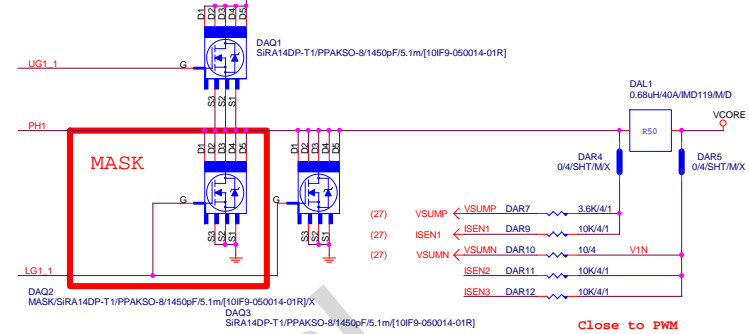 D1 D2 D3 D4 D5
DAQ1
SiRA14DP-T1/PPAKSO-8/1450pF/5.1m/[10IF9-050014-01R]
UG1_1
G
S3 S2 S1
DAL1
0.68uH/40A/IMD119/M/D
VCORE
PH1
R50
D1 D2 D3 D4 D5
D1 D2 D3 D4 D5
MASK
DAR4
0/4/SHT/M/X
DAR5
0/4/SHT/M/X
G
G
(27) VSUMP VSUMP DAR7 3.6K/4/1
(27) ISEN1 ISEN1 DAR9 10K/4/1
S3 S2 S1
S3 S2 S1
(27) VSUMN VSUMN DAR10 10/4 V1N
LG1_1
ISEN2 DAR11 10K/4/1
DAQ2
MASK/SiRA14DP-T1/PPAKSO-8/1450pF/5.1m/[10IF9-050014-01R]/X
ISEN3 DAR12 10K/4/1
DAQ3
SiRA14DP-T1/PPAKSO-8/1450pF/5.1m/[10IF9-050014-01R]
Close to PWM